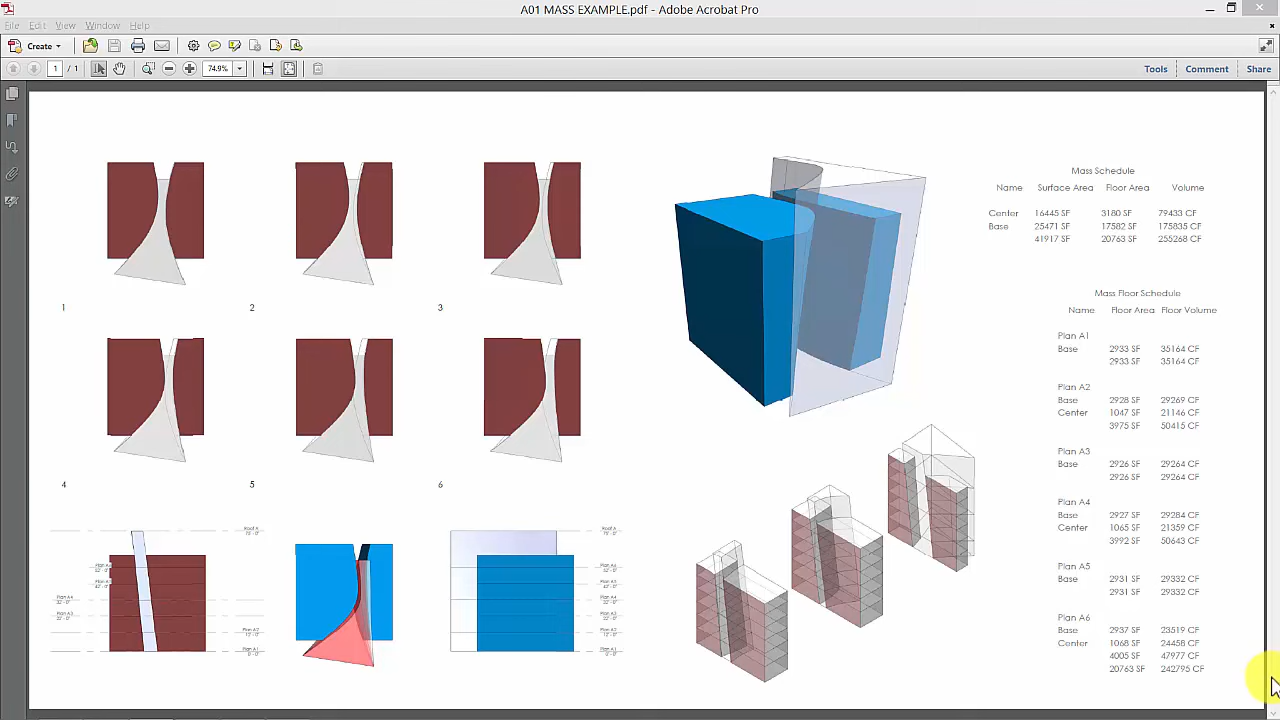 A01 MASS EXAMPLE.pdf - Adobe Acrobat Pro
File Edit View Window Help
Create
1 / 1 74.9%
Tools Comment Share
Mass Schedule
Name Surface Area Floor Area Volume
Center 16445 SF 3180 SF 79433 CF
Base 25471 SF 17582 SF 175835 CF
41917 SF 20763 SF 255268 CF
1 2 3
Mass Floor Schedule
Name Floor Area Floor Volume
Plan A1
Base 2933 SF 35164 CF
2933 SF 35164 CF
Plan A2
Base 2928 SF 29269 CF
Center 1047 SF 21146 CF
3975 SF 50415 CF
Plan A3
Base 2926 SF 29264 CF
2926 SF 29264 CF
4 5 6
Plan A4
Base 2927 SF 29284 CF
Center 1065 SF 21359 CF
3992 SF 50643 CF
Plan A5
Base 2931 SF 29332 CF
2931 SF 29332 CF
Plan A6
Base 2937 SF 23519 CF
Center 1068 SF 24458 CF
4005 SF 47977 CF
20763 SF 242795 CF